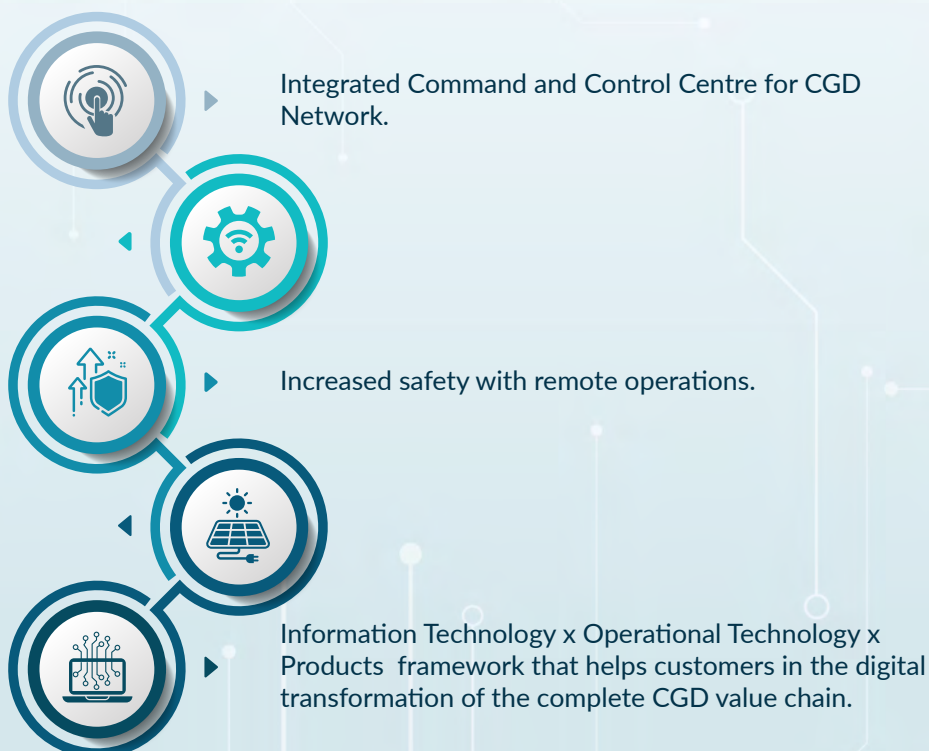 Integrated Command and Control Centre for CGD
Network.
Increased safety with remote operations.
Information Technology x Operational Technology x
Products  framework that helps customers in the digital
transformation of the complete CGD value chain.